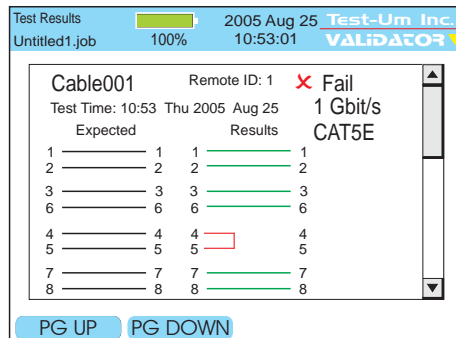 Test Results 2005 Aug 25 Test-Um Inc.
Untitled1.job 100% 10:53:01 VALIDATOR
Cable001 Remote ID: 1 ✗ Fail
Test Time: 10:53 Thu 2005 Aug 25 1 Gbit/s
Expected Results CAT5E
1 1 1 1
2 2 2 2
3 3 3 3
6 6 6 6
4 4 4 4
5 5 5 5
7 7 7 7
8 8 8 8
PG UP PG DOWN